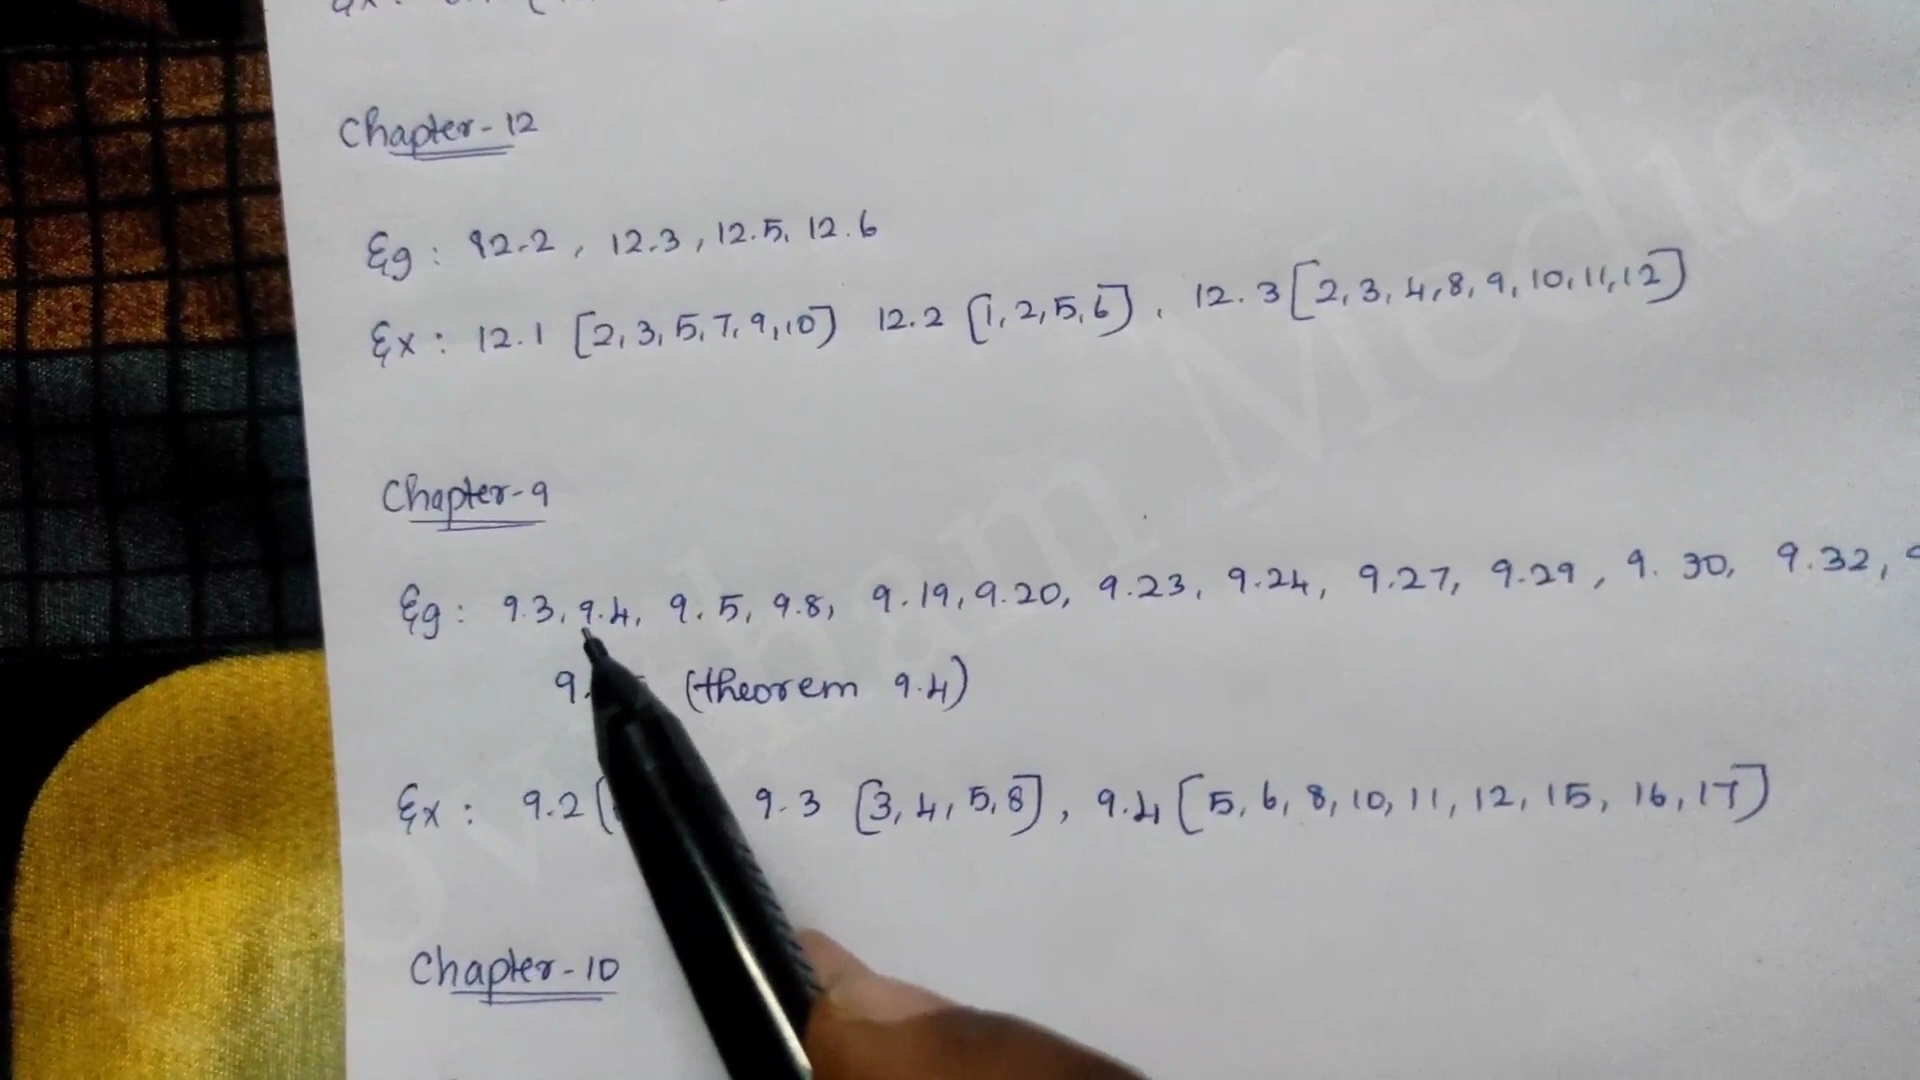 Chapter-12
Eg : 12.2 , 12.3 , 12.5, 12.6
Ex : 12.1 [2,3,5,7,9,10] 12.2 [1,2,5,6] , 12.3 [2,3,4,8,9,10,11,12]
Chapter-9
Eg : 9.3, 9.4, 9.5, 9.8, 9.19, 9.20, 9.23, 9.24, 9.27, 9.29, 9.30, 9.32,
(theorem 9.4)
Ex : 9.2 9.3 [3,4,5,8], 9.4 [5,6,8,10,11,12,15,16,17]
Chapter-10
Media